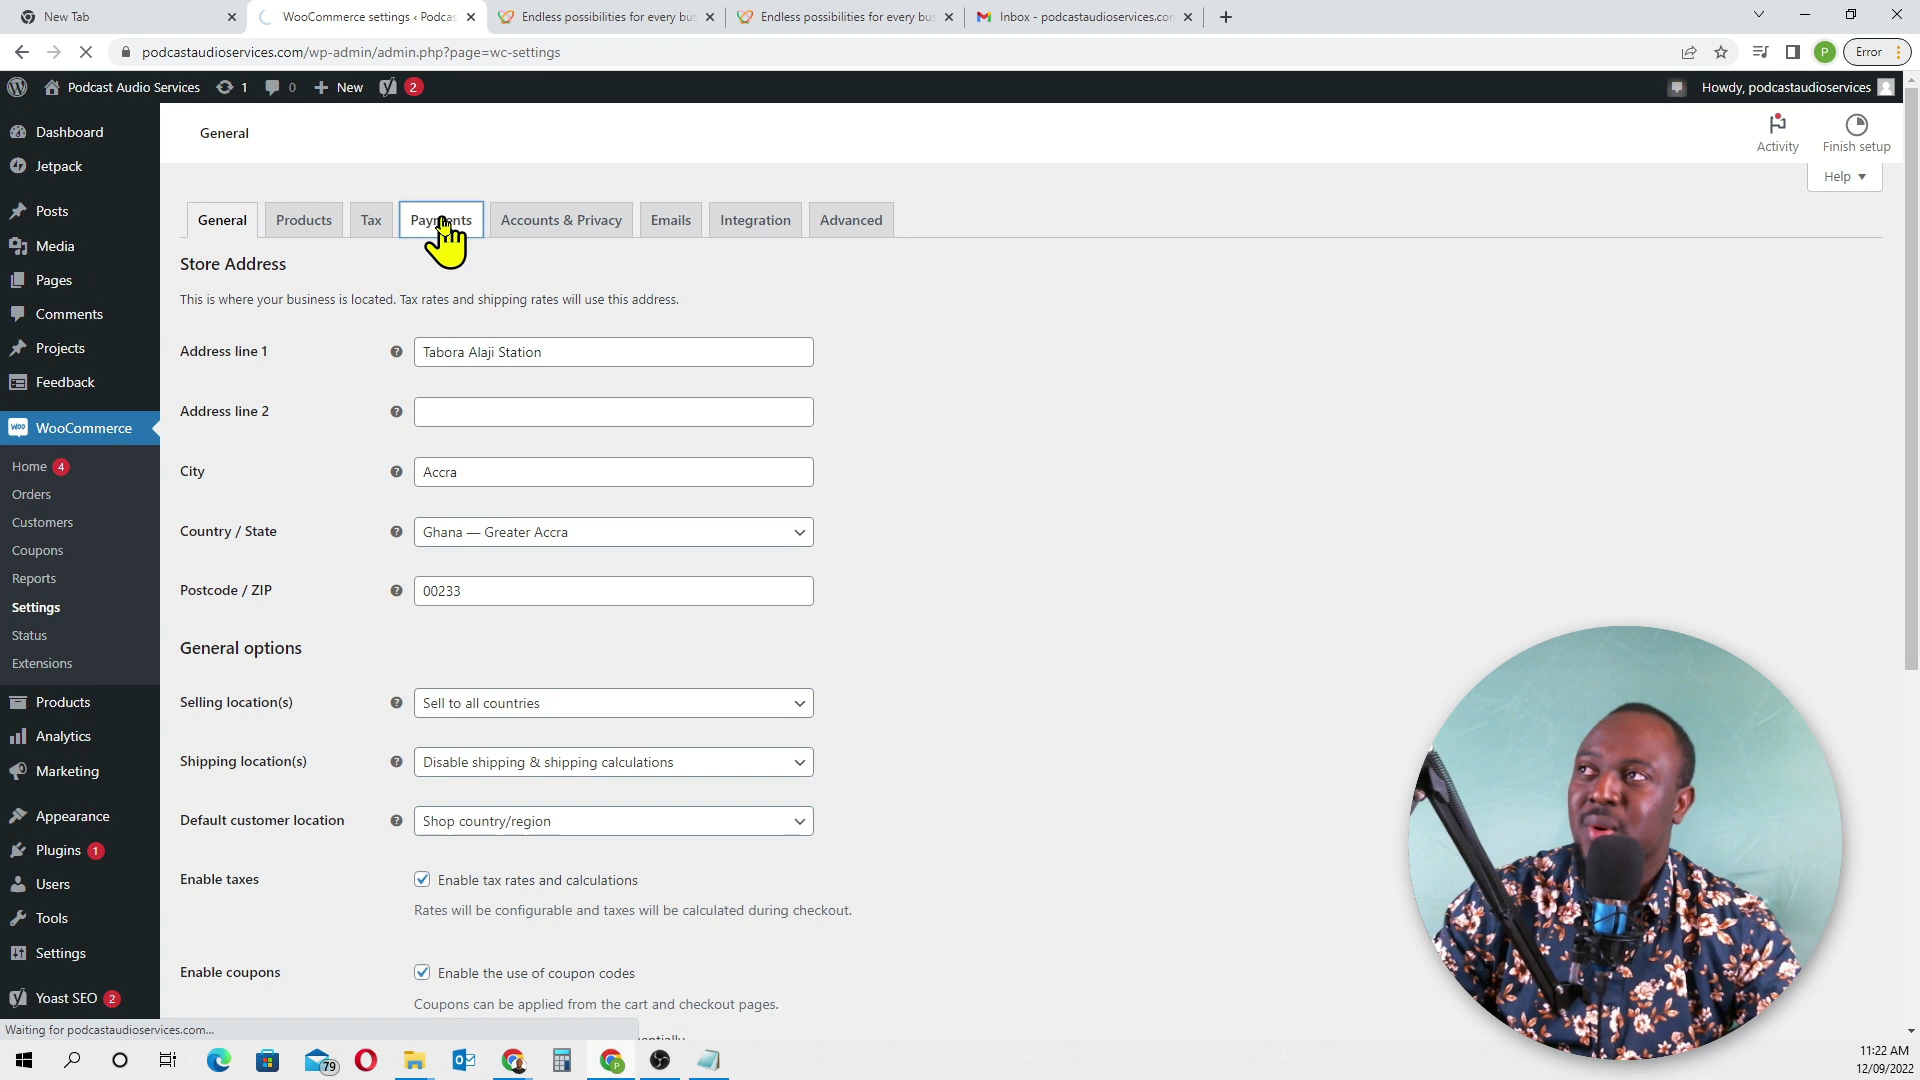 New Tab
WooCommerce settings ‹ Podcas
Endless possibilities for every bus
Endless possibilities for every bus
Inbox - podcastaudioservices.com
podcastaudioservices.com/wp-admin/admin.php?page=wc-settings
P
Error
Podcast Audio Services
1
0
New
2
Howdy, podcastaudioservices
Dashboard
Jetpack
Posts
Media
Pages
Comments
Projects
Feedback
WooCommerce
Home 4
Orders
Customers
Coupons
Reports
Settings
Status
Extensions
Products
Analytics
Marketing
Appearance
Plugins 1
Users
Tools
Settings
Yoast SEO 2
General
Activity
Finish setup
Help
General
Products
Tax
Payments
Accounts & Privacy
Emails
Integration
Advanced
Store Address
This is where your business is located. Tax rates and shipping rates will use this address.
Address line 1
Tabora Alaji Station
Address line 2
City
Accra
Country / State
Ghana — Greater Accra
Postcode / ZIP
00233
General options
Selling location(s)
Sell to all countries
Shipping location(s)
Disable shipping & shipping calculations
Default customer location
Shop country/region
Enable taxes
Enable tax rates and calculations
Rates will be configurable and taxes will be calculated during checkout.
Enable coupons
Enable the use of coupon codes
Coupons can be applied from the cart and checkout pages.
Waiting for podcastaudioservices.com...
79
11:22 AM
12/09/2022